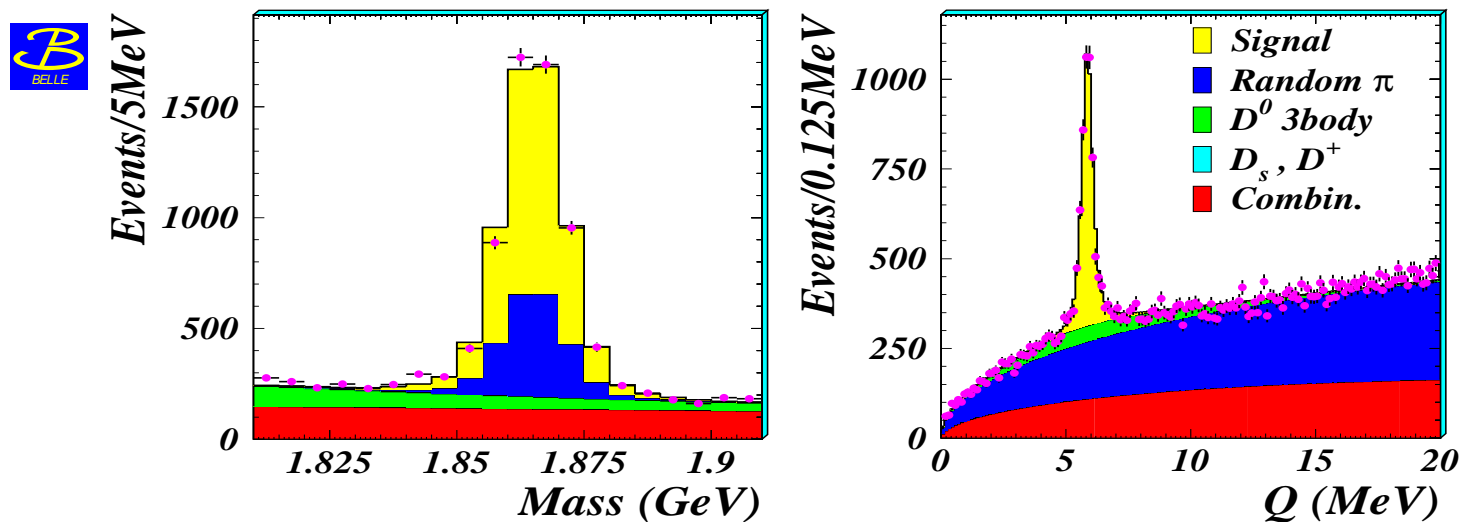 B
BELLE
Events/5MeV
1500
1000
500
0
1.825 1.85 1.875 1.9
Mass (GeV)
Events/0.125MeV
1000
750
500
250
0
0 5 10 15 20
Q (MeV)
Signal
Random π
D⁰ 3body
Dₛ , D⁺
Combin.